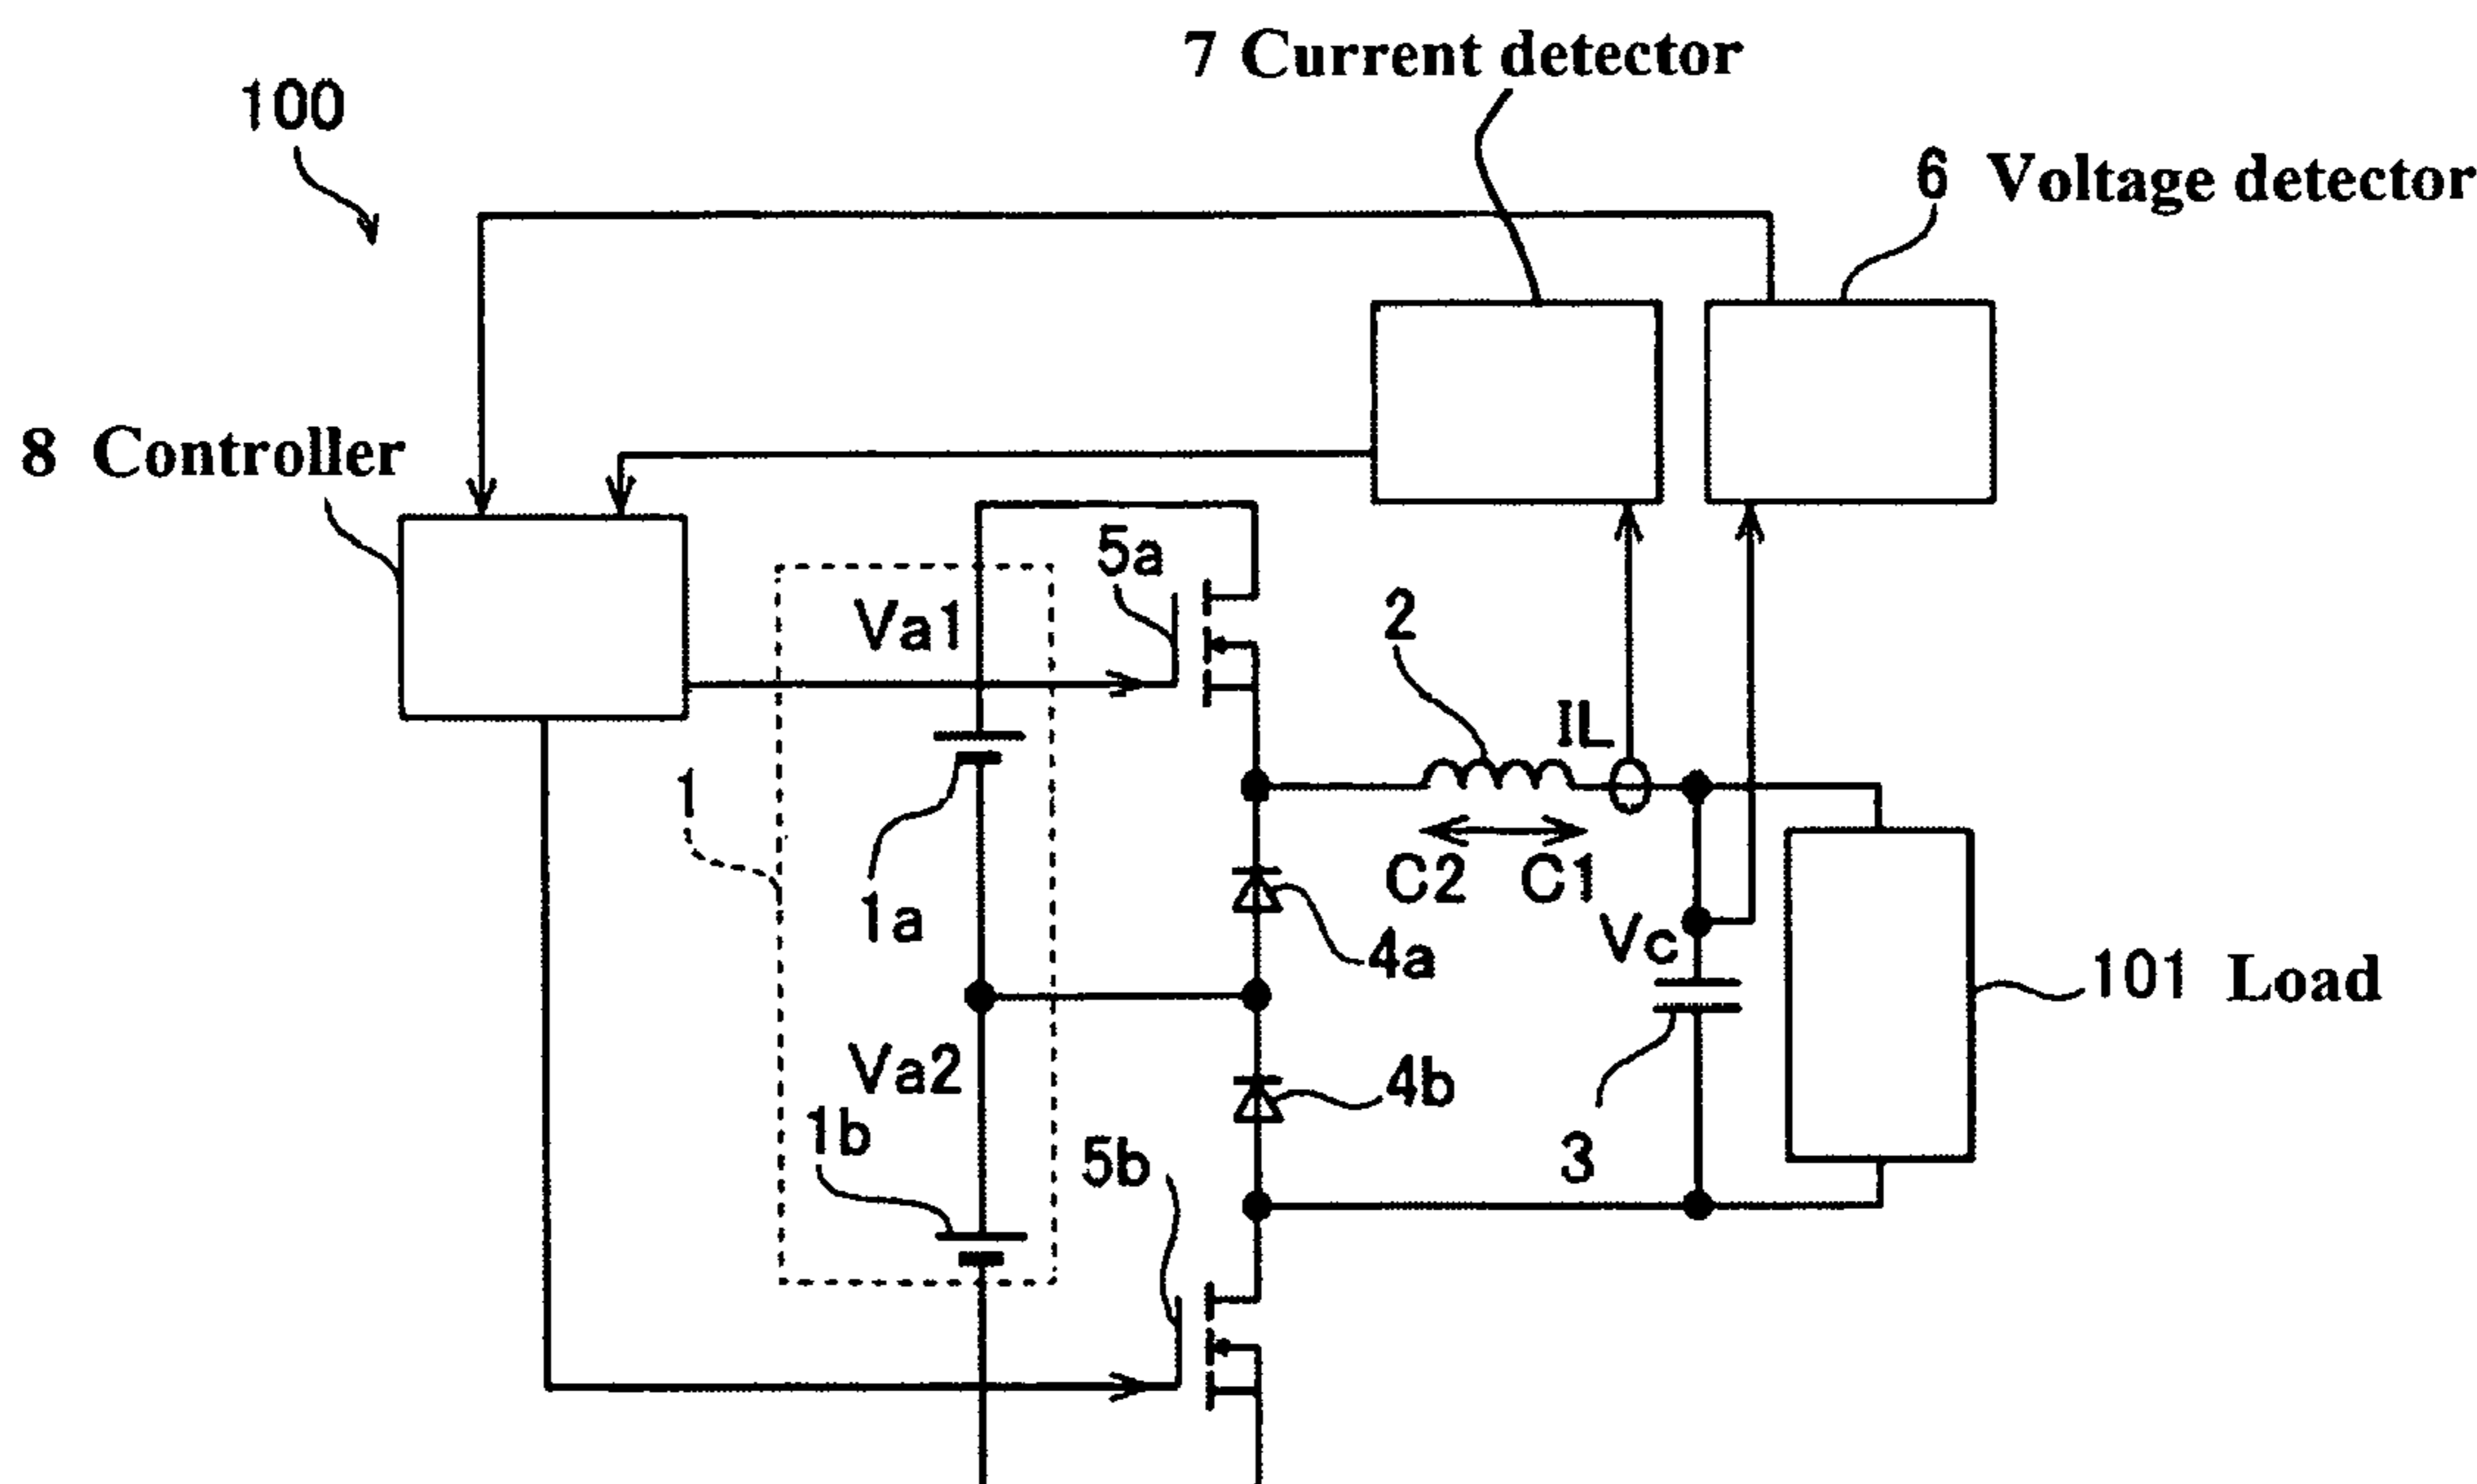 7 Current detector
100
6 Voltage detector
8 Controller
5a
Va1
2
IL
1
C2 C1
1a
Vc
4a
101 Load
Va2
4b
1b
5b
3